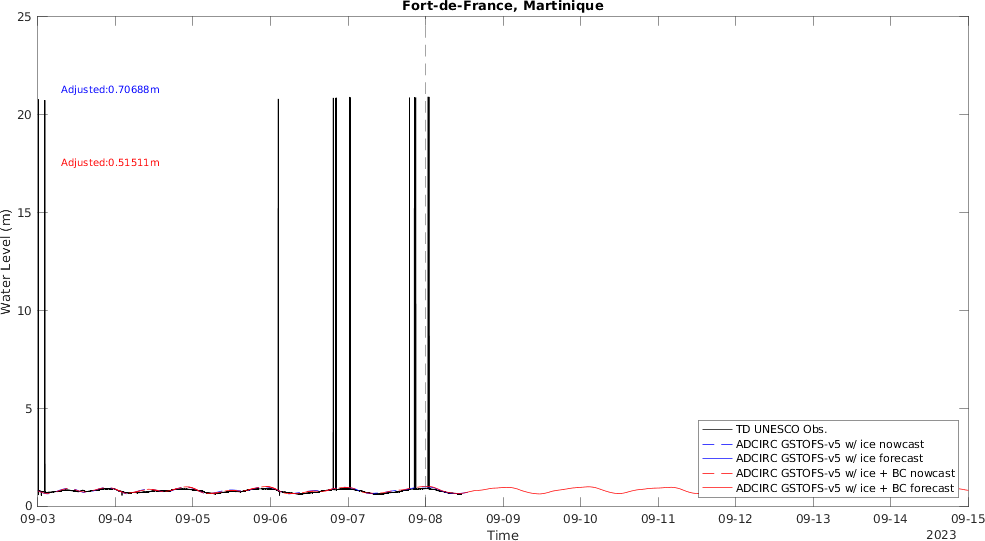 Fort-de-France, Martinique
25
20
15
10
5
0
Water Level (m)
Adjusted:0.70688m
Adjusted:0.51511m
TD UNESCO Obs.
ADCIRC GSTOFS-v5 w/ ice nowcast
ADCIRC GSTOFS-v5 w/ ice forecast
ADCIRC GSTOFS-v5 w/ ice + BC nowcast
ADCIRC GSTOFS-v5 w/ ice + BC forecast
09-03 09-04 09-05 09-06 09-07 09-08 09-09 09-10 09-11 09-12 09-13 09-14 09-15
Time
2023